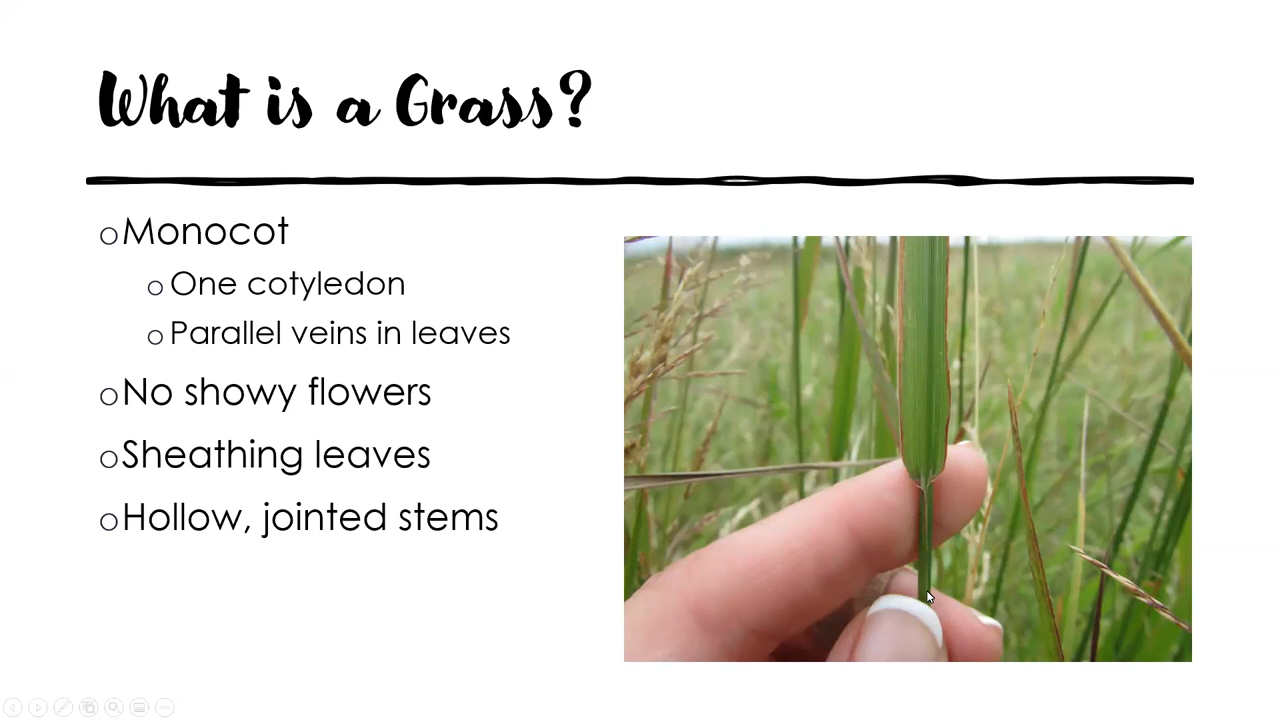 What is a Grass?
Monocot
One cotyledon
Parallel veins in leaves
No showy flowers
Sheathing leaves
Hollow, jointed stems